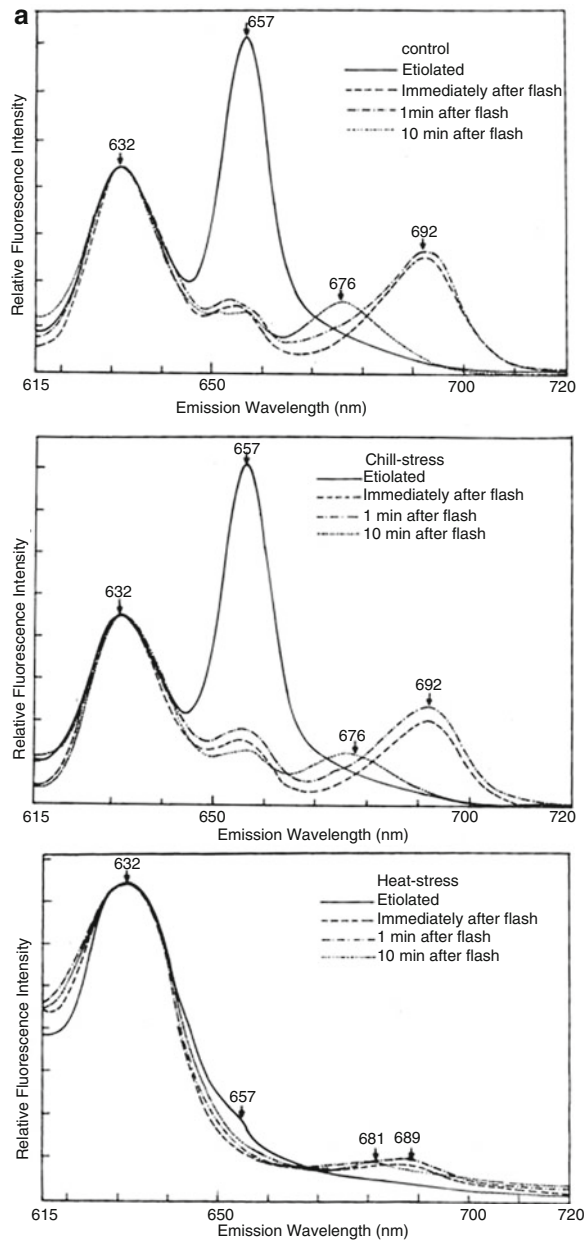 a
657
control
Etiolated
Immediately after flash
1min after flash
10 min after flash
632
692
676
Relative Fluorescence Intensity
615 650 700 720
Emission Wavelength (nm)
657
Chill-stress
Etiolated
Immediately after flash
1 min after flash
10 min after flash
632
692
676
Relative Fluorescence Intensity
615 650 700 720
Emission Wavelength (nm)
632
Heat-stress
Etiolated
Immediately after flash
1 min after flash
10 min after flash
657
681 689
Relative Fluorescence Intensity
615 650 700 720
Emission Wavelength (nm)